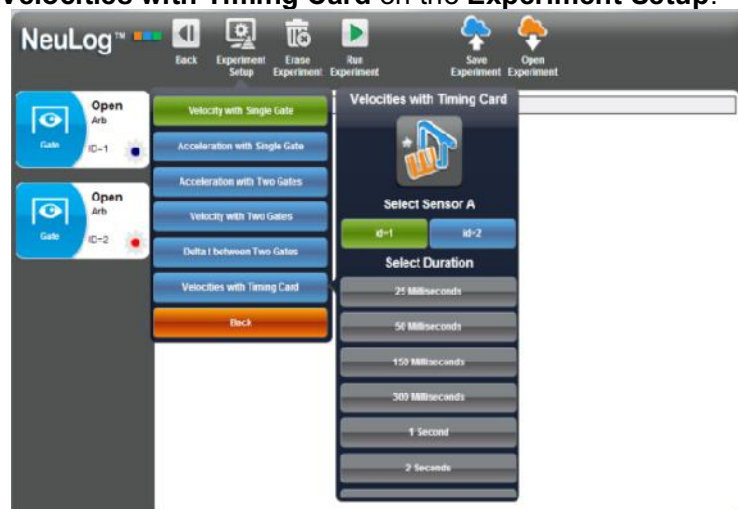 Velocities with Timing Card on the Experiment Setup.
NeuLog™
Back
Experiment Setup
Erase Experiment
Run Experiment
Save Experiment
Open Experiment
Open
Arb
Gate
ID-1
Open
Arb
Gate
ID-2
Velocity with Single Gate
Acceleration with Single Gate
Acceleration with Two Gates
Velocity with Two Gates
Delta t between Two Gates
Velocities with Timing Card
Back
Velocities with Timing Card
Select Sensor A
id-1
id-2
Select Duration
25 Milliseconds
50 Milliseconds
150 Milliseconds
300 Milliseconds
1 Second
2 Seconds